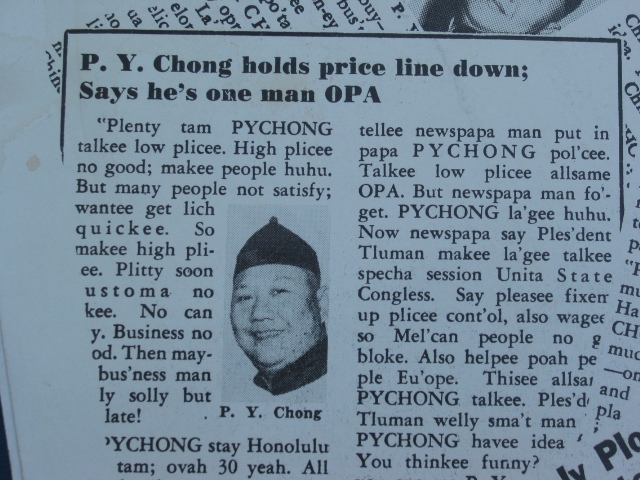 P. Y. Chong holds price line down;
Says he's one man OPA
"Plenty tam PYCHONG
talkee low plicee. High plicee
no good; makee people huhu.
But many people not satisfy;
wantee get lich
quickee. So
makee high pli-
ee. Plitty soon
ustoma no
kee. No can
y. Business no
od. Then may-
bus'ness man
ly solly but
late!
P. Y. Chong
'YCHONG stay Honolulu
tam; ovah 30 yeah. All
tellee newspapa man put in
papa PYCHONG pol'cee.
Talkee low plicee allsame
OPA. But newspapa man fo'-
get. PYCHONG la'gee huhu.
Now newspapa say Ples'dent
Tluman makee la'gee talkee
specha session Unita State
Congless. Say pleasee fixem
up plicee cont'ol, also wagee
so Mel'can people no g
bloke. Also helpee poah pe
ple Eu'ope. Thisee allsa
PYCHONG talkee. Ples'd
Tluman welly sma't man
PYCHONG havee idea
You thinkee funny?